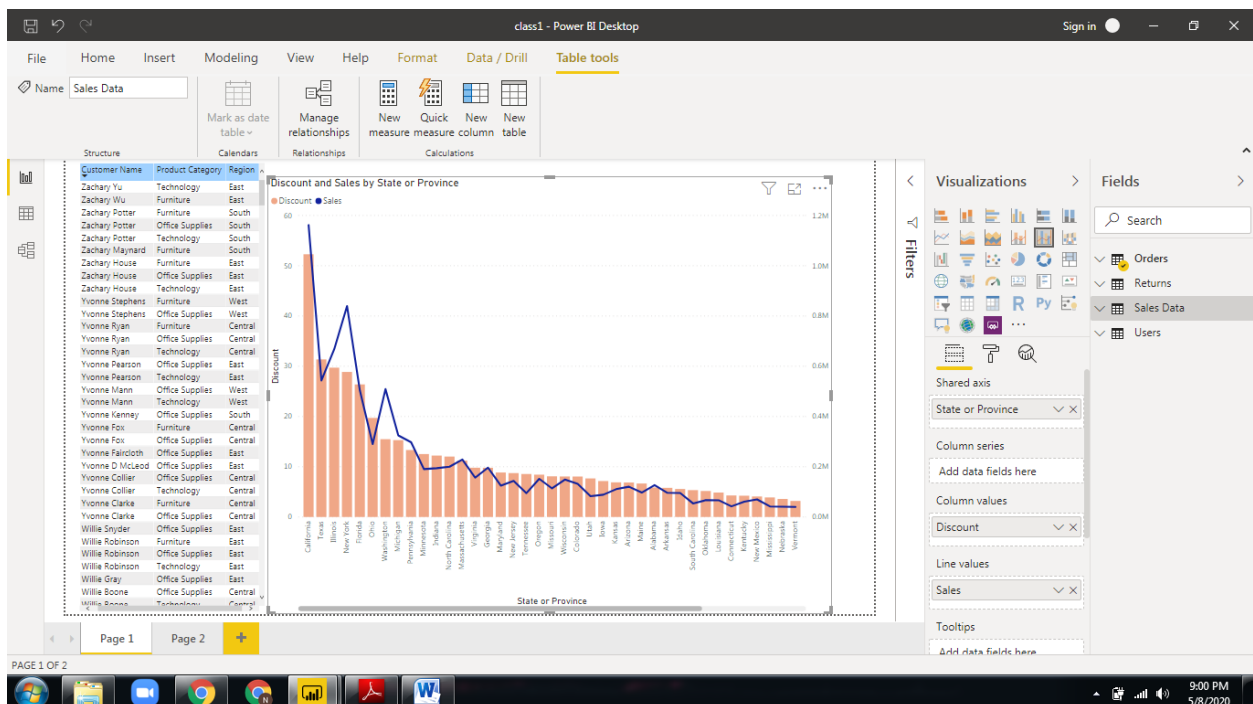 class1 - Power BI Desktop
Sign in
File Home Insert Modeling View Help Format Data / Drill Table tools
Name Sales Data
Mark as date table
Manage relationships
New measure
Quick measure
New column
New table
Structure Calendars Relationships Calculations
Customer Name Product Category Region
Zachary Yu Technology East
Zachary Wu Furniture East
Zachary Potter Furniture South
Zachary Potter Office Supplies South
Zachary Potter Technology South
Zachary Maynard Furniture South
Zachary House Furniture East
Zachary House Office Supplies East
Zachary House Technology East
Yvonne Stephens Furniture West
Yvonne Stephens Office Supplies West
Yvonne Ryan Furniture Central
Yvonne Ryan Office Supplies Central
Yvonne Ryan Technology Central
Yvonne Pearson Office Supplies East
Yvonne Pearson Technology East
Yvonne Mann Office Supplies West
Yvonne Mann Technology West
Yvonne Kenney Office Supplies South
Yvonne Fox Furniture Central
Yvonne Fox Office Supplies Central
Yvonne Faircloth Office Supplies East
Yvonne D McLeod Office Supplies East
Yvonne Collier Office Supplies Central
Yvonne Collier Technology Central
Yvonne Clarke Furniture Central
Yvonne Clarke Office Supplies Central
Willie Snyder Office Supplies East
Willie Robinson Furniture East
Willie Robinson Office Supplies East
Willie Robinson Technology East
Willie Gray Office Supplies East
Willie Boone Office Supplies Central
Willie Boone Technology Central
Discount and Sales by State or Province
Discount Sales
60
50
40
30
20
10
0
Discount
1.2M
1.0M
0.8M
0.6M
0.4M
0.2M
0.0M
California
Texas
Illinois
New York
Florida
Ohio
Washington
Michigan
Pennsylvania
Minnesota
Indiana
North Carolina
Massachusetts
Virginia
Georgia
Maryland
New Jersey
Tennessee
Oregon
Missouri
Wisconsin
Colorado
Utah
Iowa
Kansas
Arizona
Maine
Alabama
Arkansas
Idaho
South Carolina
Oklahoma
Louisiana
Connecticut
Kentucky
New Mexico
Mississippi
Nebraska
Vermont
State or Province
Filters
Visualizations
R Py
Shared axis
State or Province
Column series
Add data fields here
Column values
Discount
Line values
Sales
Tooltips
Add data fields here
Fields
Search
Orders
Returns
Sales Data
Users
Page 1 Page 2 +
PAGE 1 OF 2
9:00 PM
5/8/2020